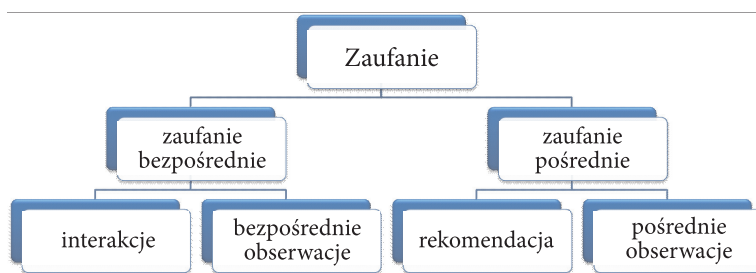 Zaufanie
zaufanie
bezpośrednie
zaufanie
pośrednie
interakcje
bezpośrednie
obserwacje
rekomendacja
pośrednie
obserwacje